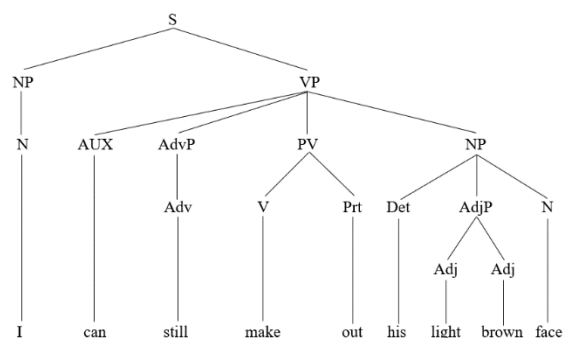 S
NP VP
N AUX AdvP PV NP
Adv V Prt Det AdjP N
Adj Adj
I can still make out his light brown face